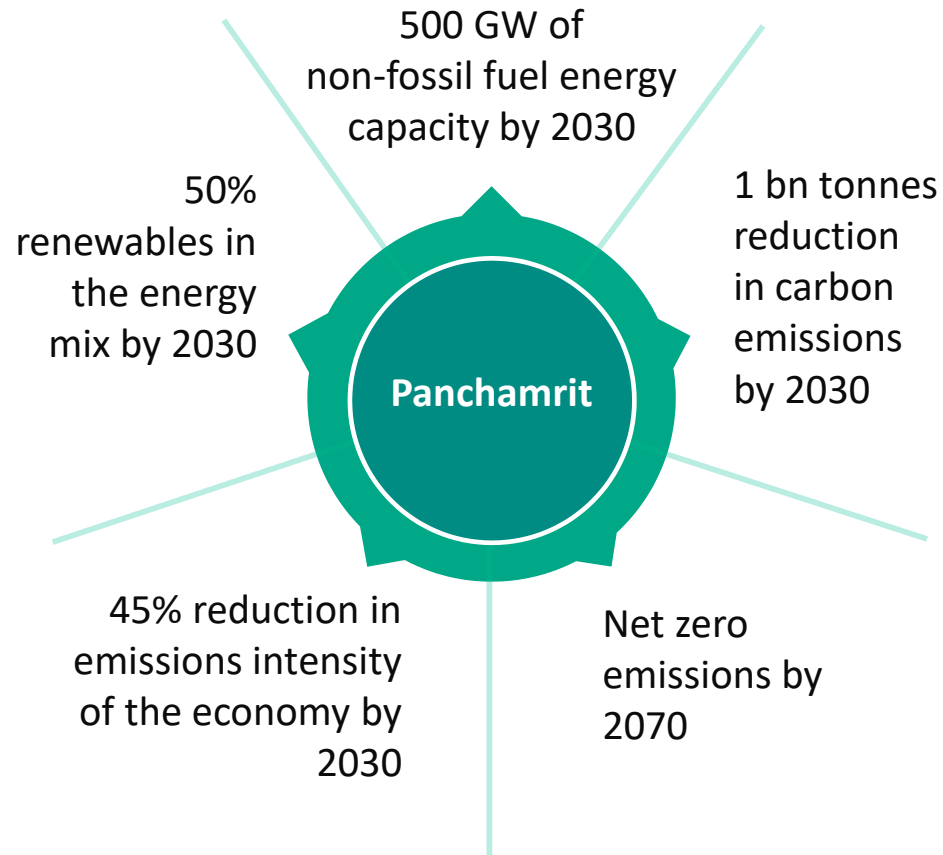 500 GW of
non-fossil fuel energy
capacity by 2030
1 bn tonnes
reduction
in carbon
emissions
by 2030
Net zero
emissions by
2070
45% reduction in
emissions intensity
of the economy by
2030
50%
renewables in
the energy
mix by 2030
Panchamrit